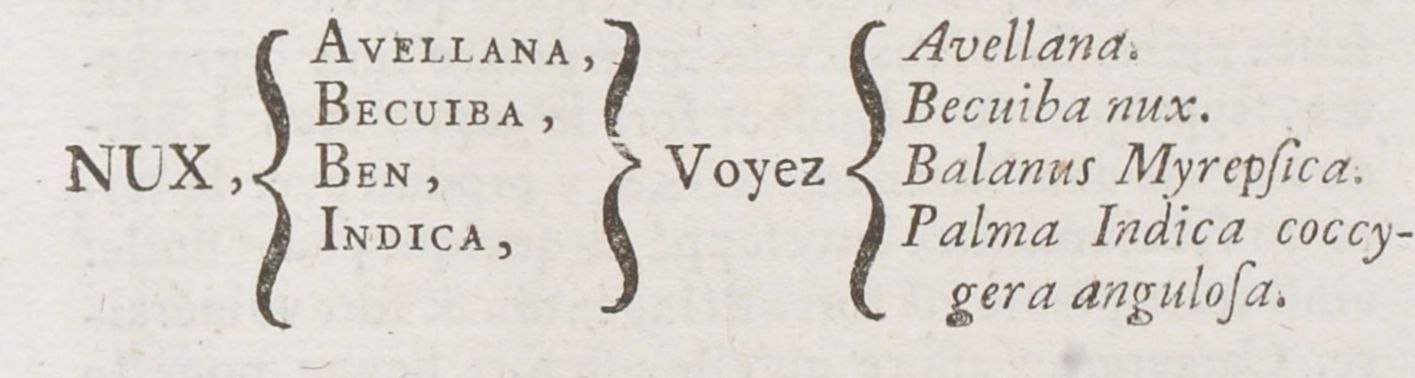 NUX, { AVELLANA, } Voyez { Avellana.
BECUIBA, Becuiba nux.
BEN, Balanus Myrepſica.
INDICA, Palma Indica coccy-
gera anguloſa.